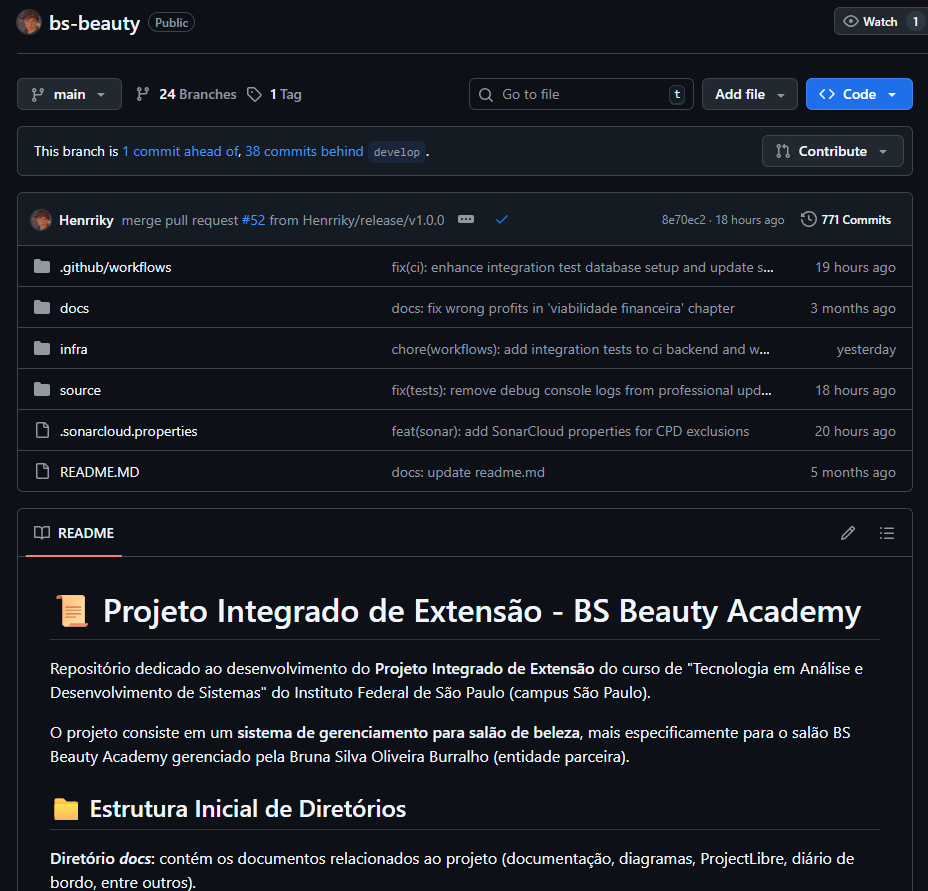 bs-beauty Public Watch 1
main 24 Branches 1 Tag Go to file t Add file Code
This branch is 1 commit ahead of, 38 commits behind develop . Contribute
Henrriky merge pull request #52 from Henrriky/release/v1.0.0 8e70ec2 · 18 hours ago 771 Commits
.github/workflows fix(ci): enhance integration test database setup and update s... 19 hours ago
docs docs: fix wrong profits in 'viabilidade financeira' chapter 3 months ago
infra chore(workflows): add integration tests to ci backend and w... yesterday
source fix(tests): remove debug console logs from professional upd... 18 hours ago
.sonarcloud.properties feat(sonar): add SonarCloud properties for CPD exclusions 20 hours ago
README.MD docs: update readme.md 5 months ago
README
Projeto Integrado de Extensão - BS Beauty Academy
Repositório dedicado ao desenvolvimento do Projeto Integrado de Extensão do curso de "Tecnologia em Análise e
Desenvolvimento de Sistemas" do Instituto Federal de São Paulo (campus São Paulo).
O projeto consiste em um sistema de gerenciamento para salão de beleza, mais especificamente para o salão BS
Beauty Academy gerenciado pela Bruna Silva Oliveira Burralho (entidade parceira).
Estrutura Inicial de Diretórios
Diretório docs: contém os documentos relacionados ao projeto (documentação, diagramas, ProjectLibre, diário de
bordo, entre outros).